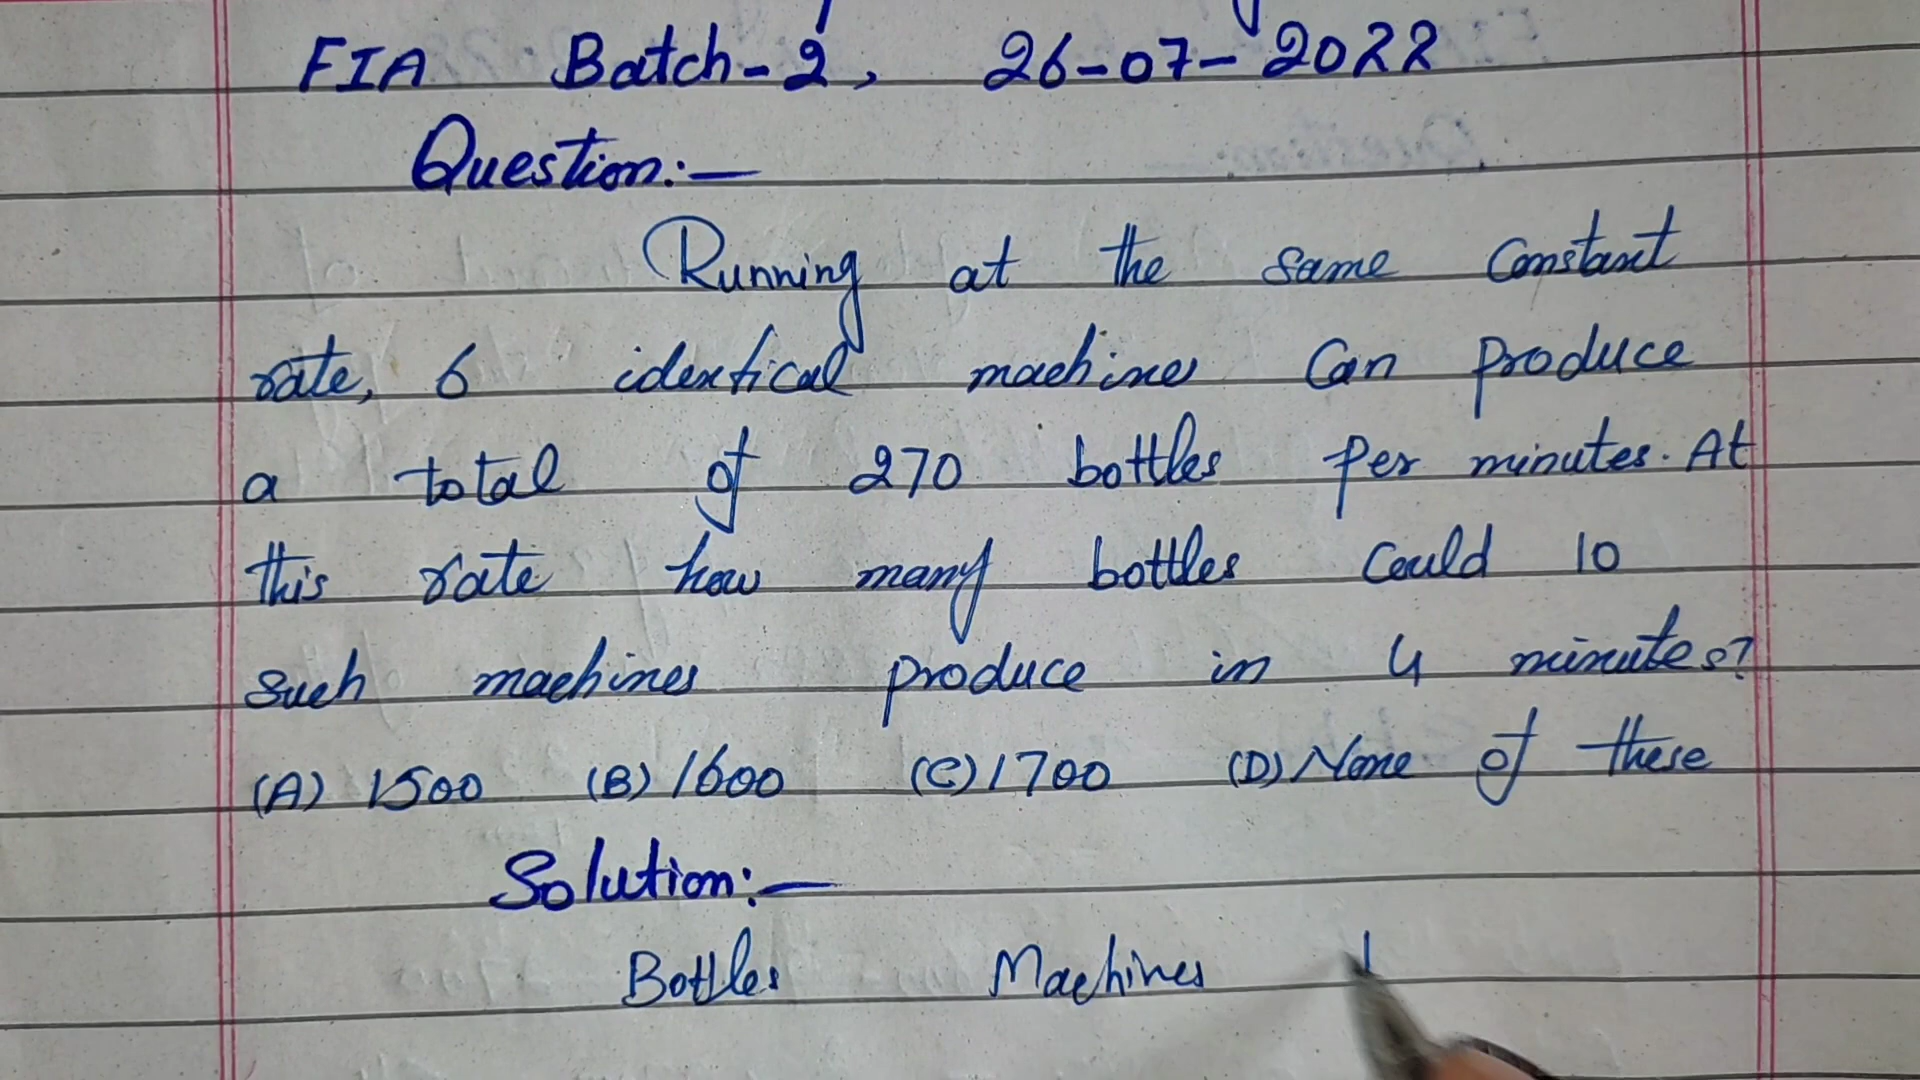 FIA Batch-2, 26-07-2022
Question:—
Running at the same Constant
rate, 6 identical machines Can Produce
a total of 270 bottles Per minutes. At
this rate how many bottles Could 10
such machines produce in 4 minutes?
(A) 1500 (B) 1600 (C) 1700 (D) None of these
Solution:—
Bottles Machines